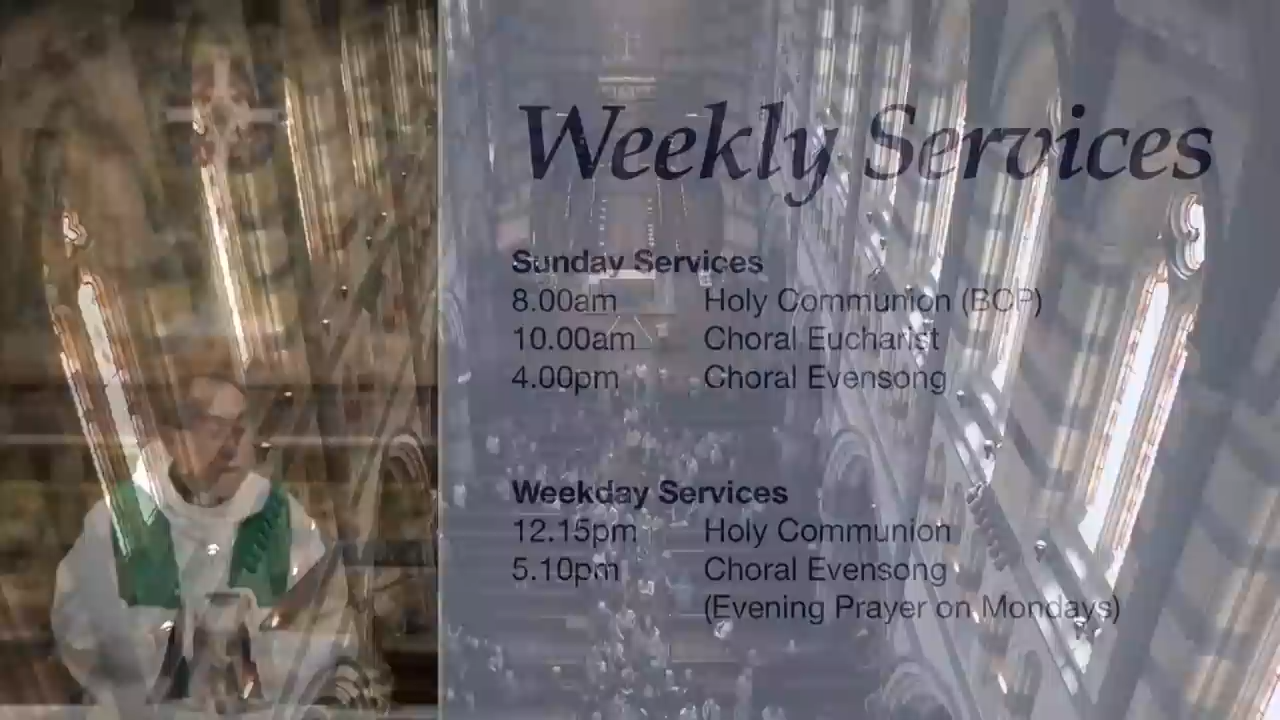 Weekly Services
Sunday Services
8.00am Holy Communion (BCP)
10.00am Choral Eucharist
4.00pm Choral Evensong
Weekday Services
12.15pm Holy Communion
5.10pm Choral Evensong
(Evening Prayer on Mondays)